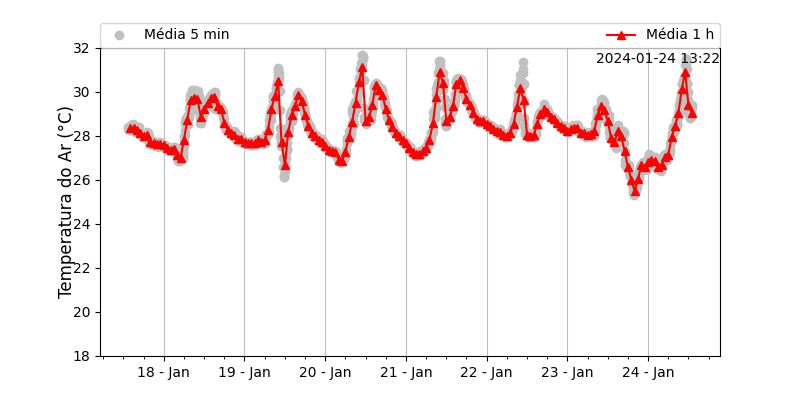 Média 5 min
Média 1 h
2024-01-24 13:22
Temperatura do Ar (°C)
32
30
28
26
24
22
20
18
18 - Jan
19 - Jan
20 - Jan
21 - Jan
22 - Jan
23 - Jan
24 - Jan